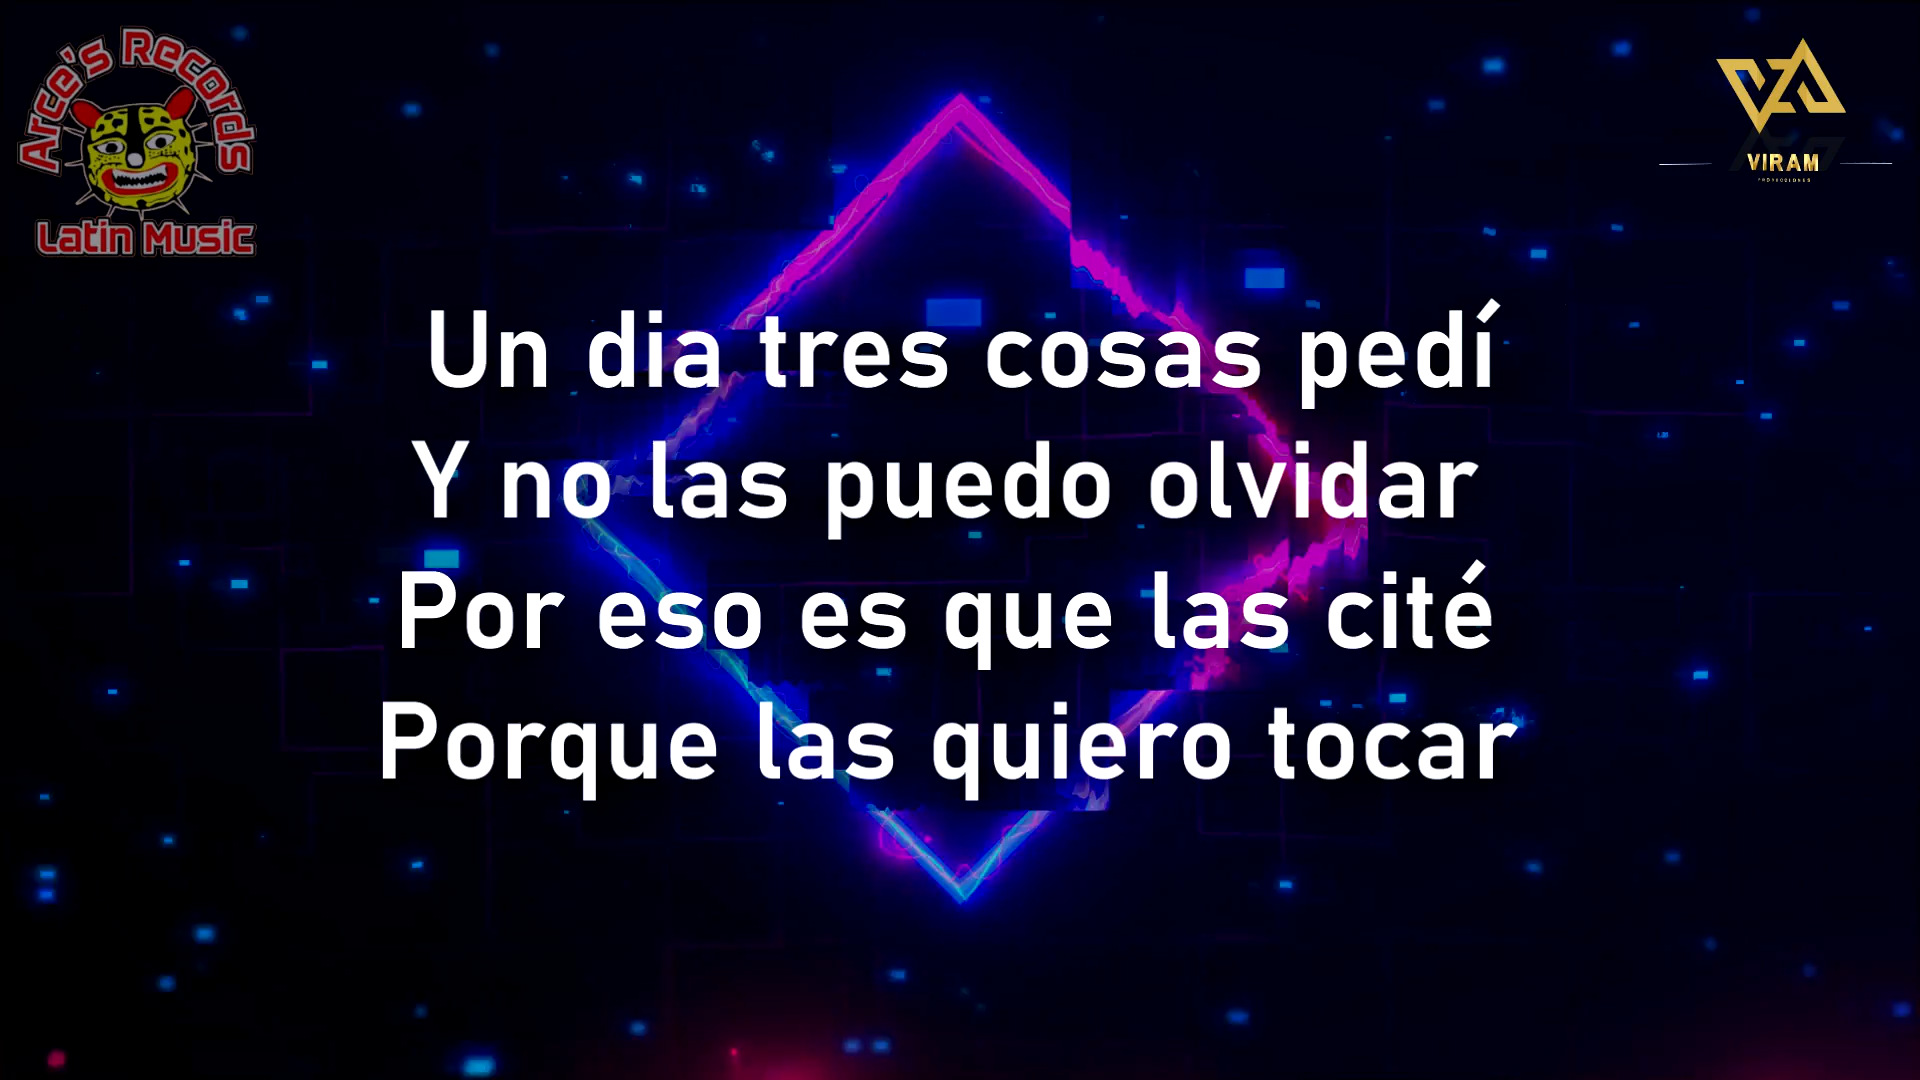 Arce's Records
Latin Music
VIRAM
PRODUCCIONES
Un dia tres cosas pedí
Y no las puedo olvidar
Por eso es que las cité
Porque las quiero tocar